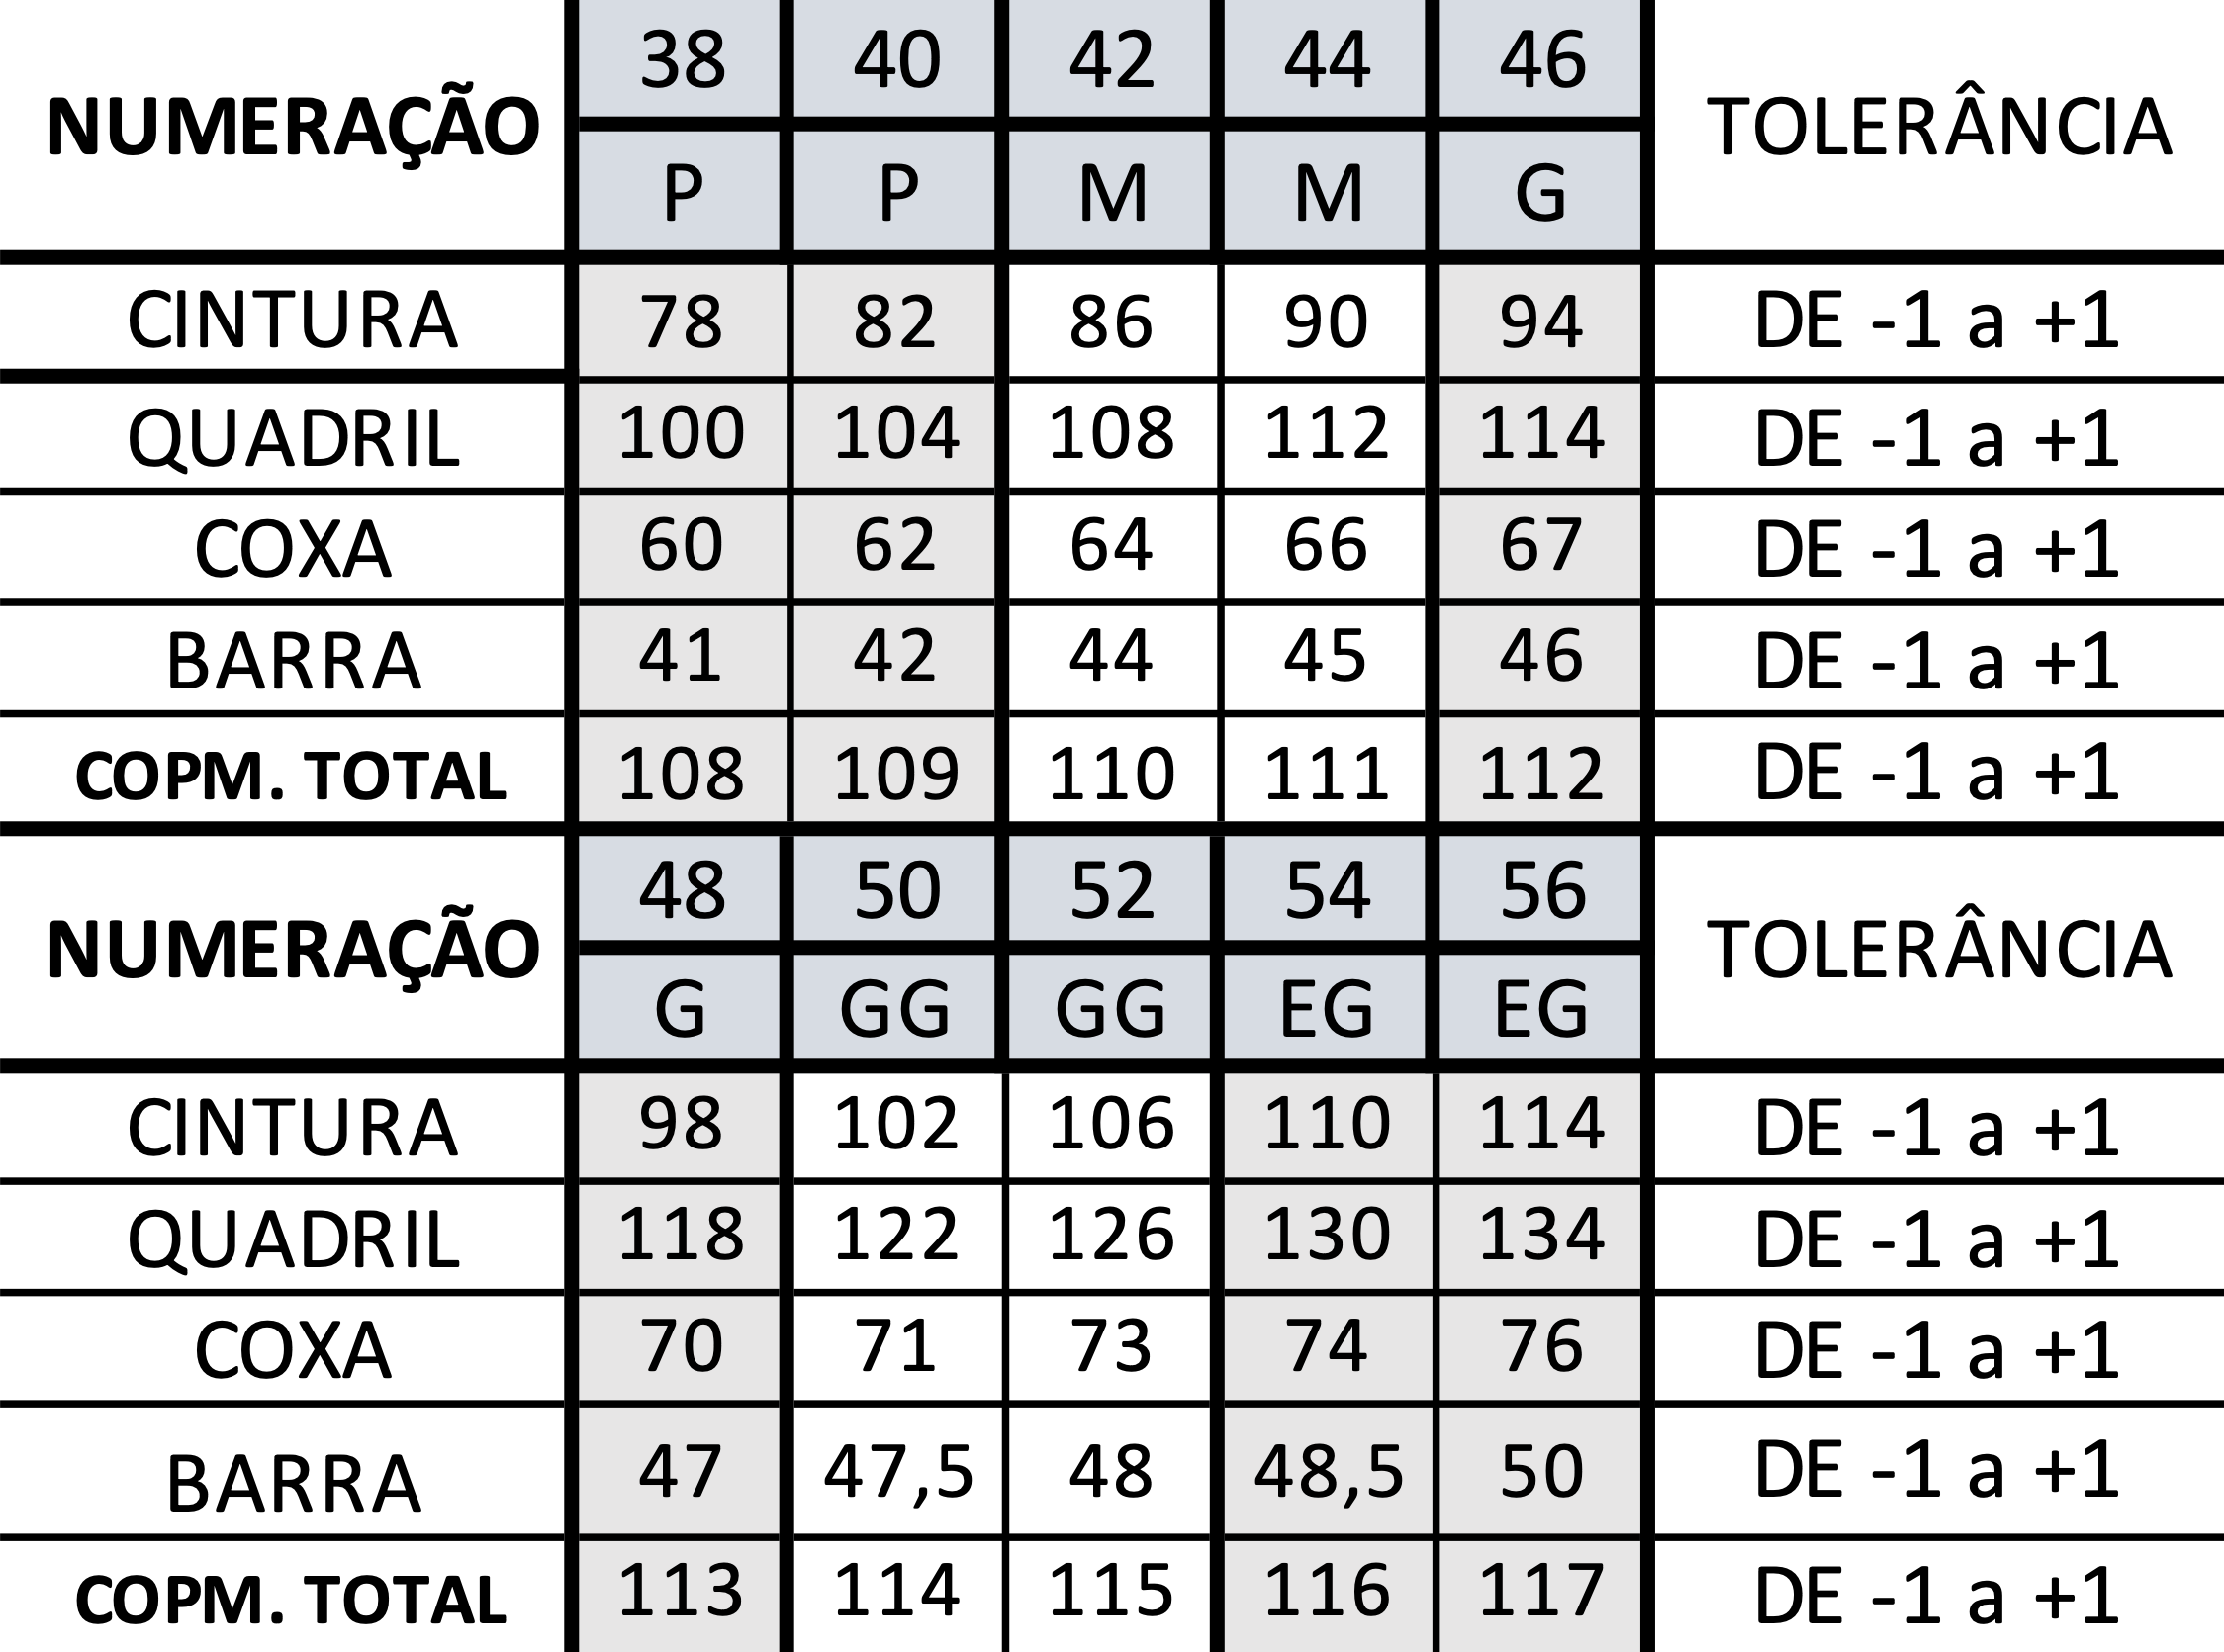 NUMERAÇÃO 38 40 42 44 46 TOLERÂNCIA
P P M M G
CINTURA 78 82 86 90 94 DE -1 a +1
QUADRIL 100 104 108 112 114 DE -1 a +1
COXA 60 62 64 66 67 DE -1 a +1
BARRA 41 42 44 45 46 DE -1 a +1
COPM. TOTAL 108 109 110 111 112 DE -1 a +1
NUMERAÇÃO 48 50 52 54 56 TOLERÂNCIA
G GG GG EG EG
CINTURA 98 102 106 110 114 DE -1 a +1
QUADRIL 118 122 126 130 134 DE -1 a +1
COXA 70 71 73 74 76 DE -1 a +1
BARRA 47 47,5 48 48,5 50 DE -1 a +1
COPM. TOTAL 113 114 115 116 117 DE -1 a +1